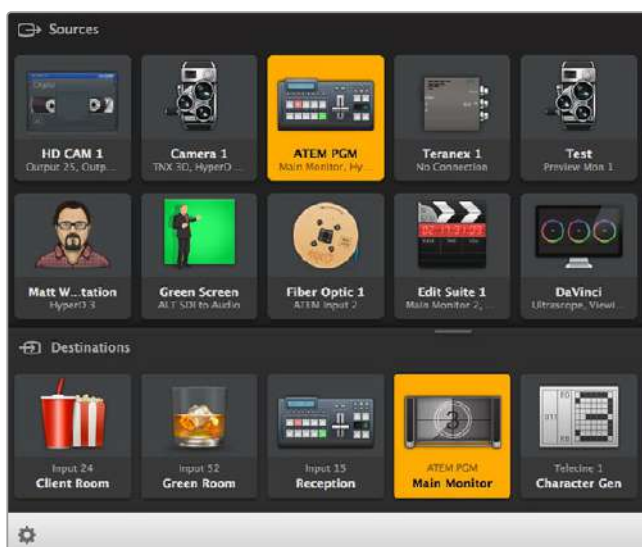 Sources
HD CAM 1
Output 25, Outp...
Camera 1
TNX 3D, HyperD ...
ATEM PGM
Main Monitor, Hy...
Teranex 1
No Connection
Test
Preview Mon 1
Matt W...tation
HyperD 3
Green Screen
ALT SDI to Audio
Fiber Optic 1
ATEM Input 2
Edit Suite 1
Main Monitor 2, ...
DaVinci
Ultrascope, Viewi...
Destinations
3
Input 24
Client Room
Input 52
Green Room
Input 15
Reception
ATEM PGM
Main Monitor
Telecine 1
Character Gen